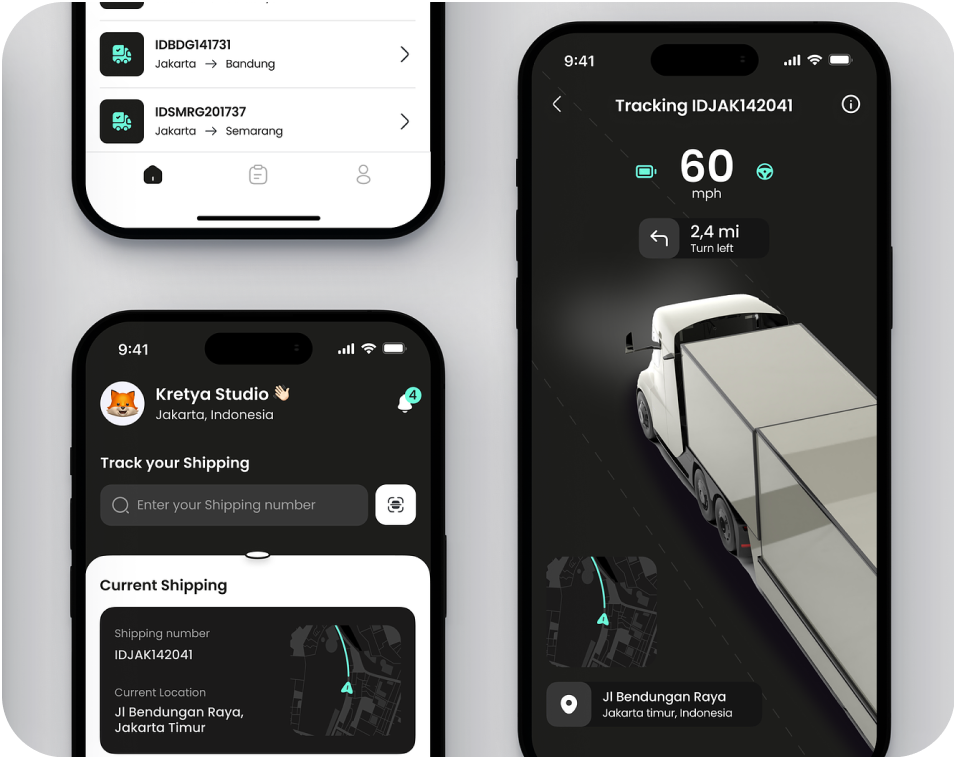 IDBDG141731
Jakarta → Bandung
IDSMRG201737
Jakarta → Semarang
9:41
Kretya Studio 👋🏻
Jakarta, Indonesia
4
Track your Shipping
Enter your Shipping number
Current Shipping
Shipping number
IDJAK142041
Current Location
Jl Bendungan Raya,
Jakarta Timur
9:41
Tracking IDJAK142041
60
mph
2,4 mi
Turn left
Jl Bendungan Raya
Jakarta timur, Indonesia